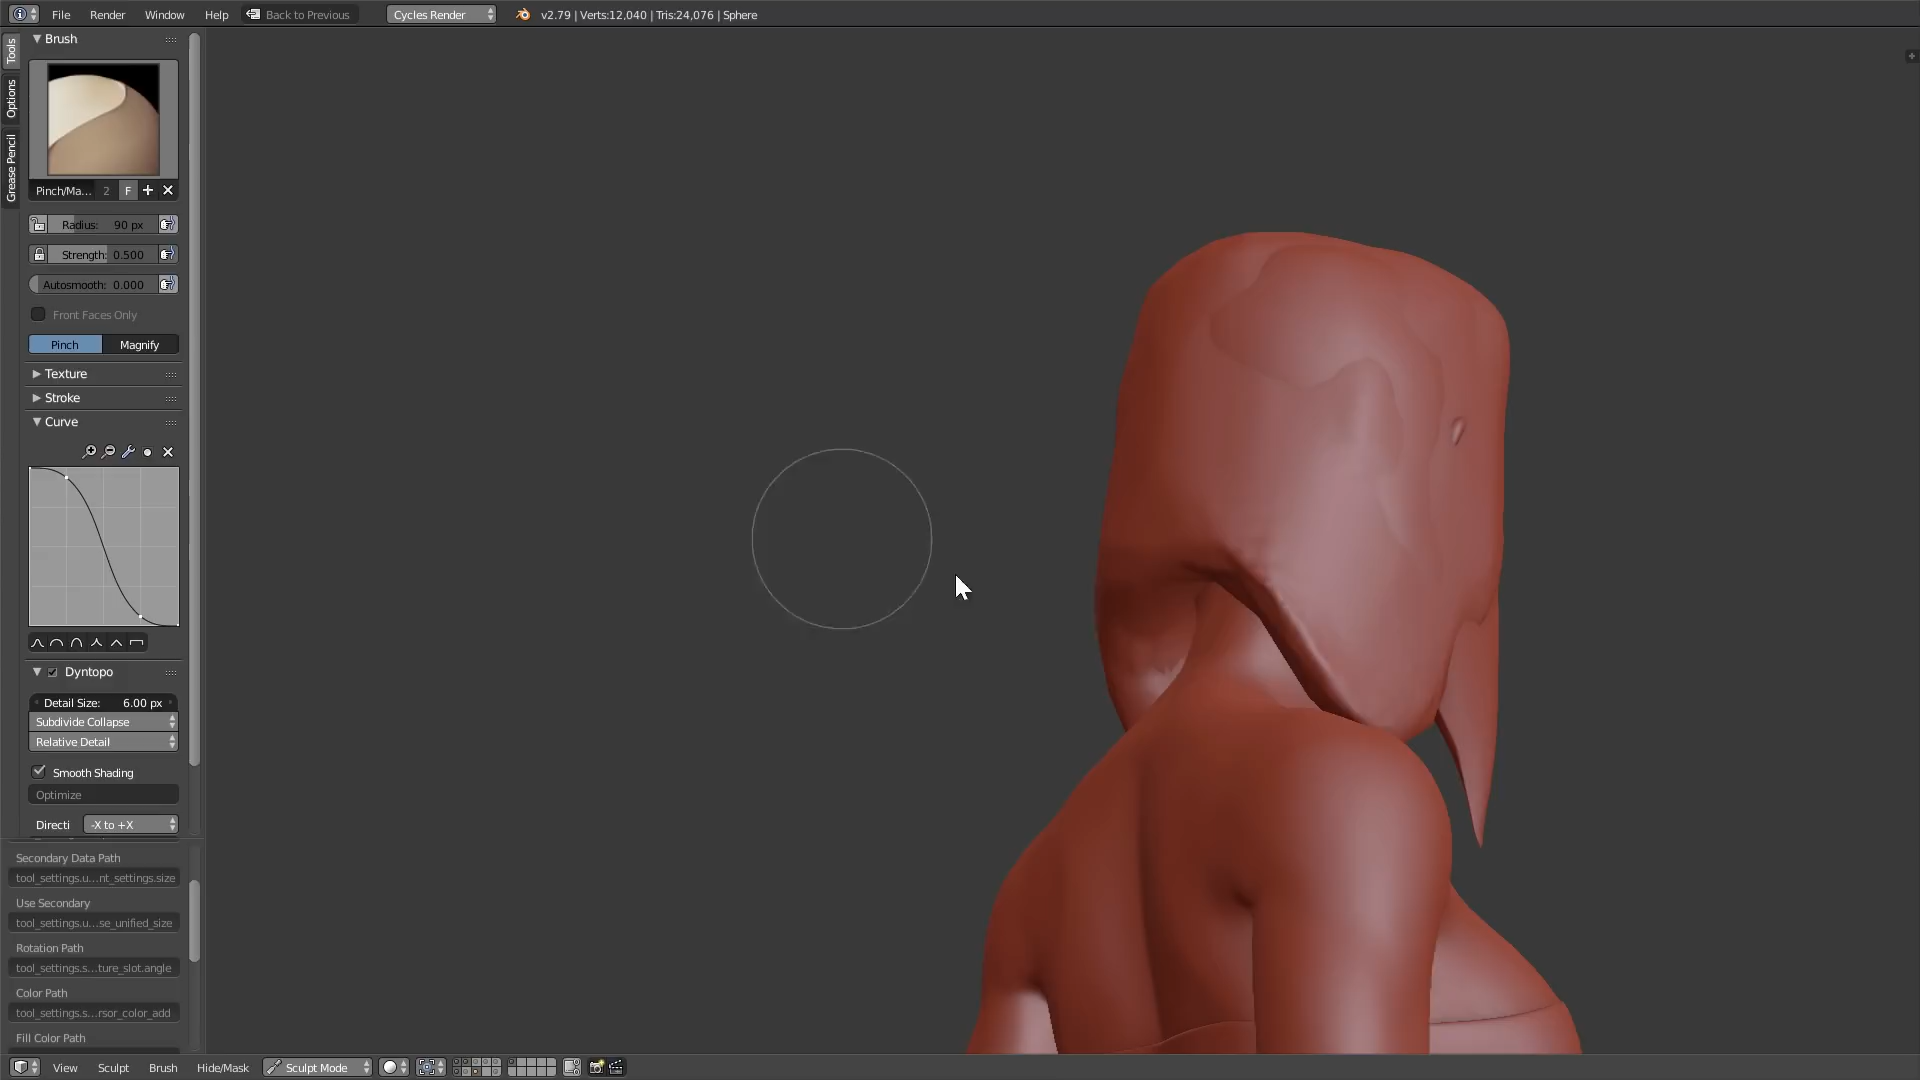 File Render Window Help Back to Previous Cycles Render v2.79 | Verts:12,040 | Tris:24,076 | Sphere
Tools
Options
Grease Pencil
Brush
Pinch/Ma... 2 F
Radius: 90 px
Strength: 0.500
Autosmooth: 0.000
Front Faces Only
Pinch Magnify
Texture
Stroke
Curve
Dyntopo
Detail Size: 6.00 px
Subdivide Collapse
Relative Detail
Smooth Shading
Optimize
Directi -X to +X
Secondary Data Path
tool_settings.u...nt_settings.size
Use Secondary
tool_settings.u...se_unified_size
Rotation Path
tool_settings.s...ture_slot.angle
Color Path
tool_settings.s...rsor_color_add
Fill Color Path
View Sculpt Brush Hide/Mask Sculpt Mode